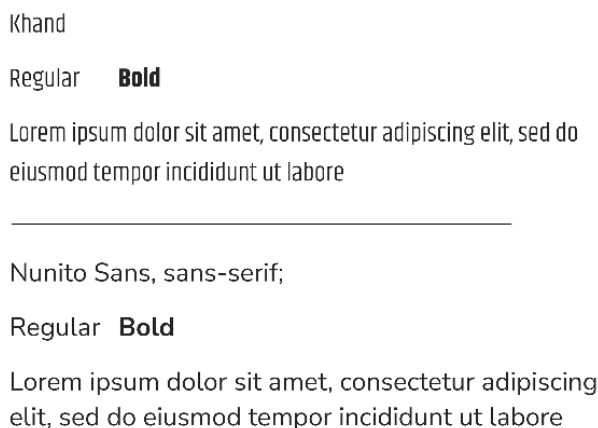 Khand
Regular Bold
Lorem ipsum dolor sit amet, consectetur adipiscing elit, sed do
eiusmod tempor incididunt ut labore
Nunito Sans, sans-serif;
Regular Bold
Lorem ipsum dolor sit amet, consectetur adipiscing
elit, sed do eiusmod tempor incididunt ut labore